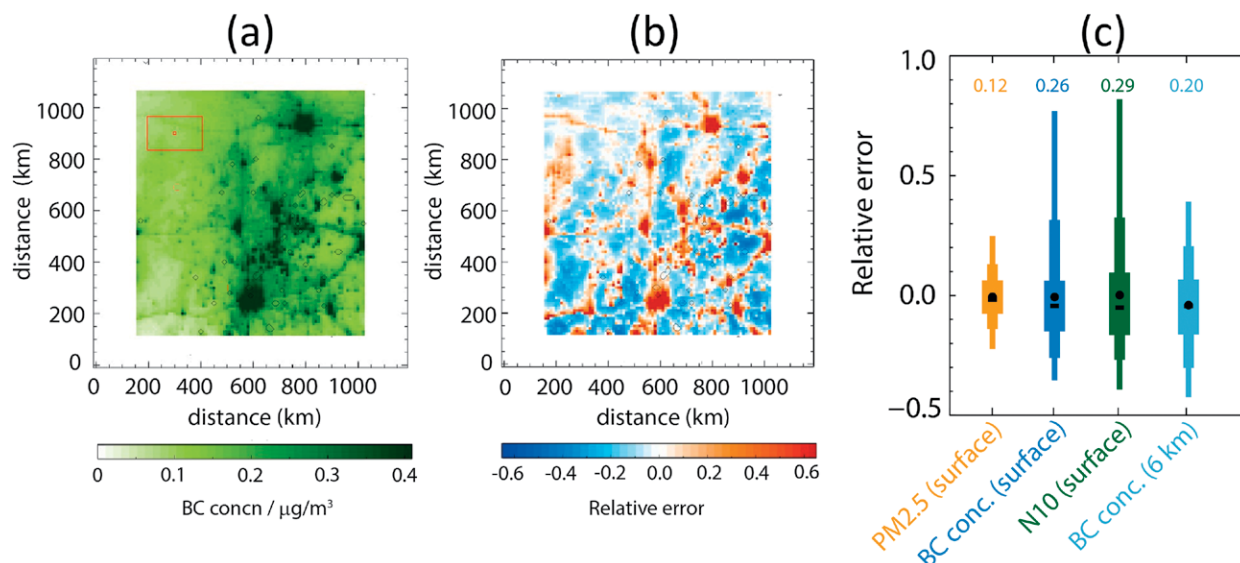 (a)
(b)
(c)
distance (km)
1000
800
600
400
200
0
0 200 400 600 800 1000
distance (km)
0 0.1 0.2 0.3 0.4
BC concn / μg/m³
distance (km)
1000
800
600
400
200
0
0 200 400 600 800 1000
distance (km)
-0.6 -0.4 -0.2 0.0 0.2 0.4 0.6
Relative error
Relative error
1.0
0.5
0.0
−0.5
0.12 0.26 0.29 0.20
PM2.5 (surface)
BC conc. (surface)
N10 (surface)
BC conc. (6 km)